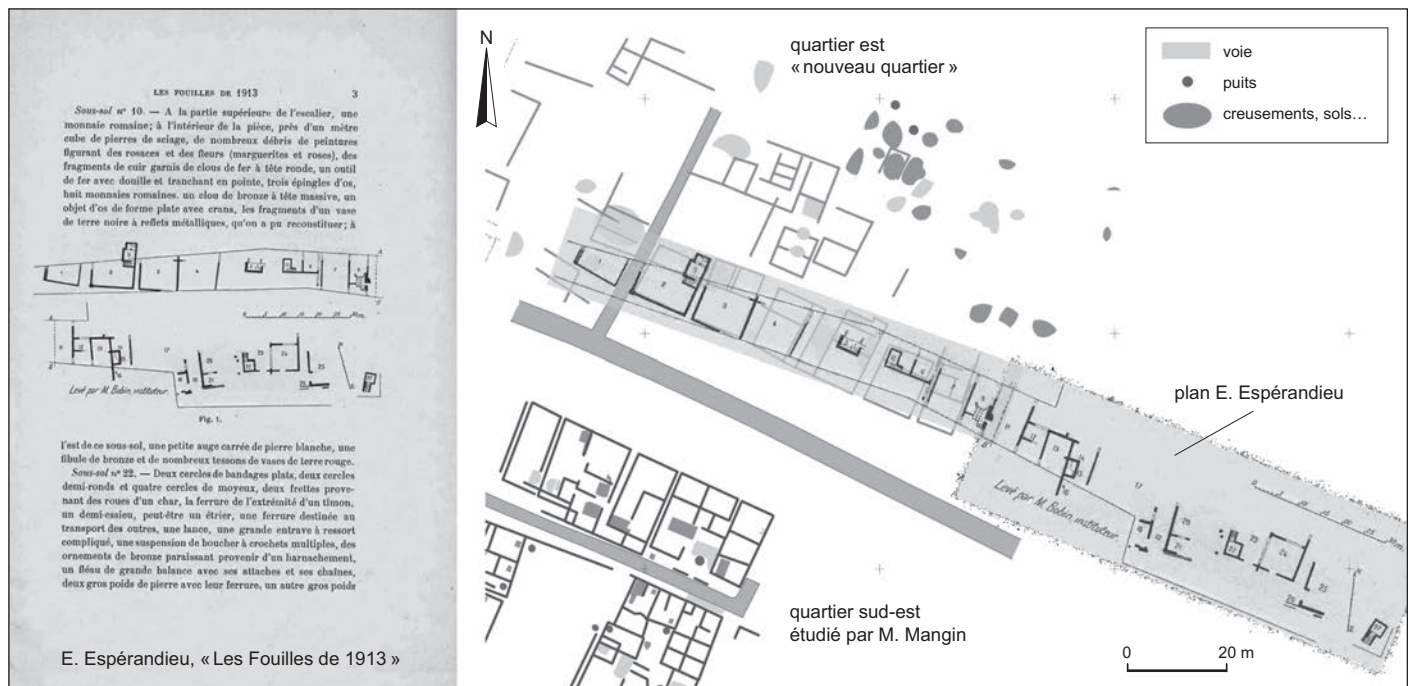 LES FOUILLES DE 1913 3
Sous-sol nº 10. — A la partie supérieure de l'escalier, une
monnaie romaine; à l'intérieur de la pièce, près d'un mètre
cube de pierres de sciage, de nombreux débris de peintures
figurant des rosaces et des fleurs (marguerites et roses), des
fragments de cuir garnis de clous de fer à tête ronde, un outil
de fer avec douille et tranchant en pointe, trois épingles d'os,
huit monnaies romaines. un clou de bronze à tête massive, un
objet d'os de forme plate avec crans, les fragments d'un vase
de terre noire à reflets métalliques, qu'on a pu reconstituer; à
Levé par M. Bobin instituteur.
Fig. 1.
l'est de ce sous-sol, une petite auge carrée de pierre blanche, une
fibule de bronze et de nombreux tessons de vases de terre rouge.
Sous-sol nº 22. — Deux cercles de bandages plats, deux cercles
demi-ronds et quatre cercles de moyeux, deux frettes prove-
nant des roues d'un char, la ferrure de l'extrémité d'un timon,
un demi-essieu, peut-être un étrier, une ferrure destinée au
transport des outres, une lance, une grande entrave à ressort
compliqué, une suspension de boucher à crochets multiples, des
ornements de bronze paraissant provenir d'un harnachement,
un fléau de grande balance avec ses attaches et ses chaînes,
deux gros poids de pierre avec leur ferrure, un autre gros poids
E. Espérandieu, « Les Fouilles de 1913 »
N
quartier est
« nouveau quartier »
voie
puits
creusements, sols…
plan E. Espérandieu
Levé par M. Bobin instituteur.
quartier sud-est
étudié par M. Mangin
0 20 m